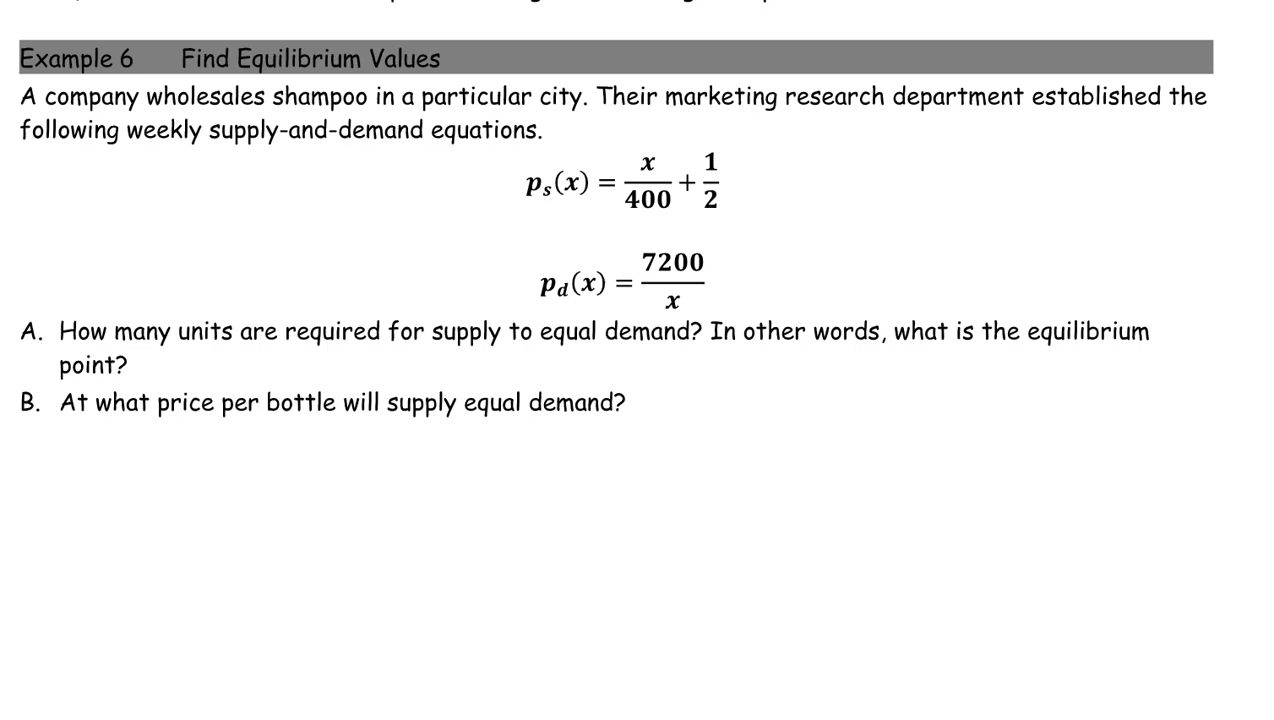 Example 6 Find Equilibrium Values
A company wholesales shampoo in a particular city. Their marketing research department established the
following weekly supply-and-demand equations.
p_s(x) = x/400 + 1/2
p_d(x) = 7200/x
A. How many units are required for supply to equal demand? In other words, what is the equilibrium
point?
B. At what price per bottle will supply equal demand?